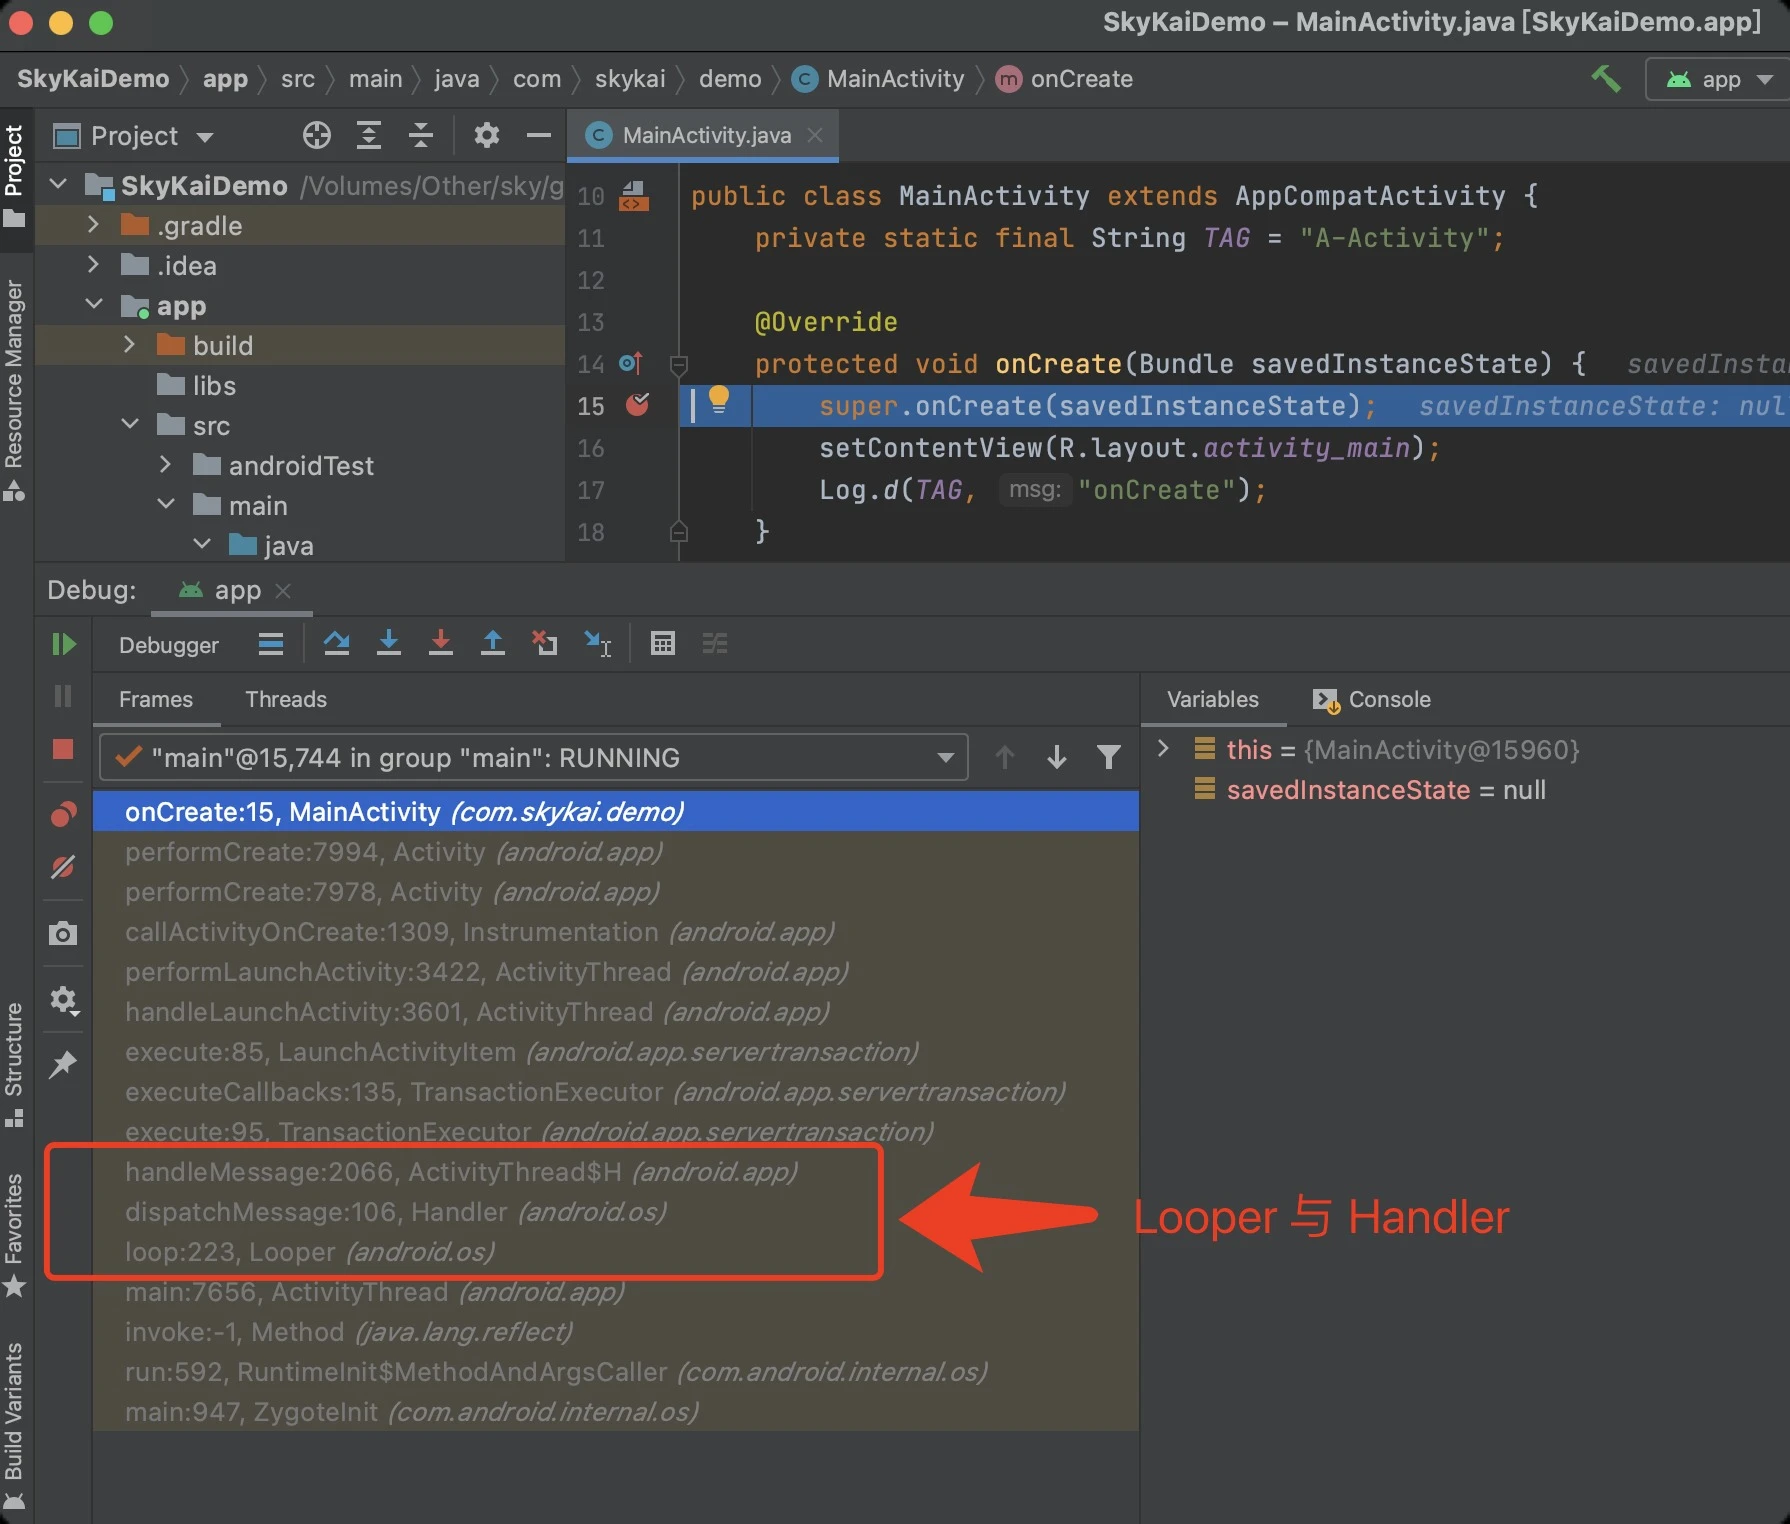 SkyKaiDemo – MainActivity.java [SkyKaiDemo.app]
SkyKaiDemo app src main java com skykai demo MainActivity onCreate app
Project
MainActivity.java
Project
Resource Manager
SkyKaiDemo /Volumes/Other/sky/g
.gradle
.idea
app
build
libs
src
androidTest
main
java
10 public class MainActivity extends AppCompatActivity {
11 private static final String TAG = "A-Activity";
12
13 @Override
14 protected void onCreate(Bundle savedInstanceState) { savedInsta
15 super.onCreate(savedInstanceState); savedInstanceState: nul
16 setContentView(R.layout.activity_main);
17 Log.d(TAG, msg: "onCreate");
18 }
Debug: app
Debugger
Frames Threads
Variables Console
"main"@15,744 in group "main": RUNNING
this = {MainActivity@15960}
savedInstanceState = null
onCreate:15, MainActivity (com.skykai.demo)
performCreate:7994, Activity (android.app)
performCreate:7978, Activity (android.app)
callActivityOnCreate:1309, Instrumentation (android.app)
performLaunchActivity:3422, ActivityThread (android.app)
handleLaunchActivity:3601, ActivityThread (android.app)
execute:85, LaunchActivityItem (android.app.servertransaction)
executeCallbacks:135, TransactionExecutor (android.app.servertransaction)
execute:95, TransactionExecutor (android.app.servertransaction)
handleMessage:2066, ActivityThread$H (android.app)
dispatchMessage:106, Handler (android.os)
loop:223, Looper (android.os)
Looper 与 Handler
main:7656, ActivityThread (android.app)
invoke:-1, Method (java.lang.reflect)
run:592, RuntimeInit$MethodAndArgsCaller (com.android.internal.os)
main:947, ZygoteInit (com.android.internal.os)
Structure
Favorites
Build Variants